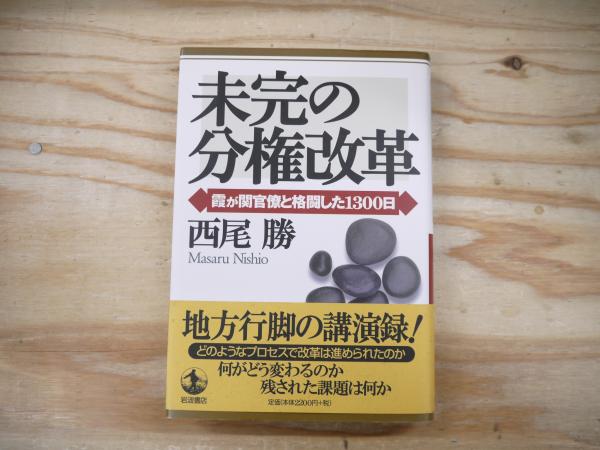 未完の
分権改革
霞が関官僚と格闘した1300日
西尾 勝
Masaru Nishio
地方行脚の講演録!
どのようなプロセスで改革は進められたのか
何がどう変わるのか
残された課題は何か
岩波書店
定価(本体2200円+税)